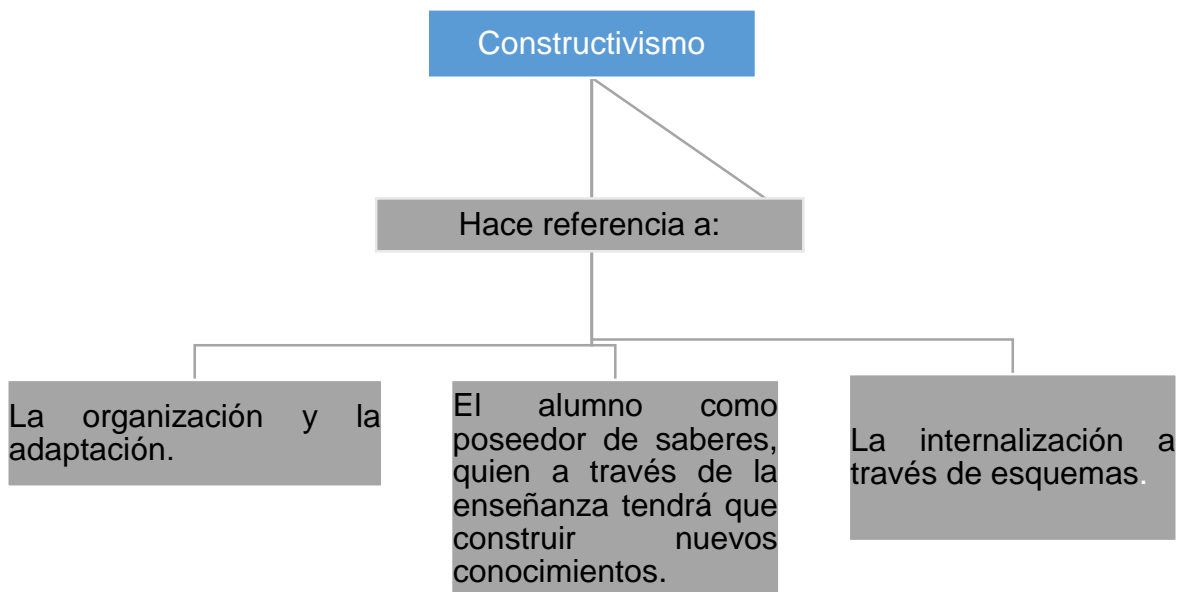 Constructivismo
Hace referencia a:
La organización y la
adaptación.
El alumno como
poseedor de saberes,
quien a través de la
enseñanza tendrá que
construir nuevos
conocimientos.
La internalización a
través de esquemas.